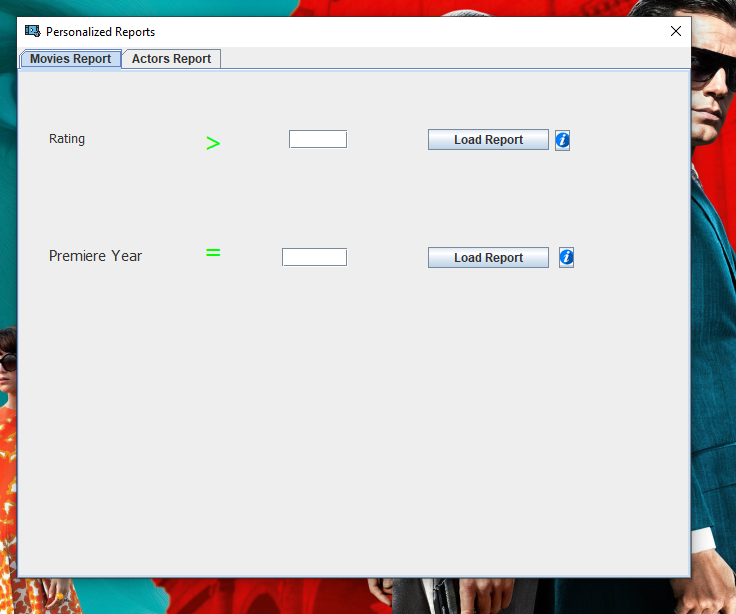 Personalized Reports
Movies Report Actors Report
Rating > Load Report i
Premiere Year = Load Report i